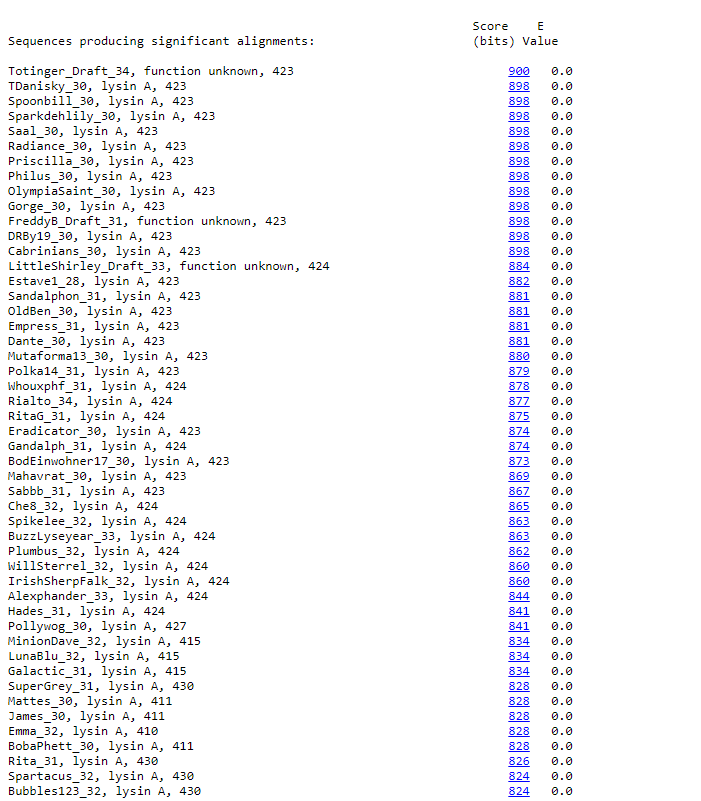 Score    E
Sequences producing significant alignments:                      (bits) Value
Totinger_Draft_34, function unknown, 423                              900   0.0
TDanisky_30, lysin A, 423                                             898   0.0
Spoonbill_30, lysin A, 423                                            898   0.0
Sparkdehlily_30, lysin A, 423                                         898   0.0
Saal_30, lysin A, 423                                                 898   0.0
Radiance_30, lysin A, 423                                             898   0.0
Priscilla_30, lysin A, 423                                            898   0.0
Philus_30, lysin A, 423                                               898   0.0
OlympiaSaint_30, lysin A, 423                                         898   0.0
Gorge_30, lysin A, 423                                                898   0.0
FreddyB_Draft_31, function unknown, 423                               898   0.0
DRBy19_30, lysin A, 423                                               898   0.0
Cabrinians_30, lysin A, 423                                           898   0.0
LittleShirley_Draft_33, function unknown, 424                         884   0.0
Estave1_28, lysin A, 423                                              882   0.0
Sandalphon_31, lysin A, 423                                           881   0.0
OldBen_30, lysin A, 423                                               881   0.0
Empress_31, lysin A, 423                                              881   0.0
Dante_30, lysin A, 423                                                881   0.0
Mutaforma13_30, lysin A, 423                                          880   0.0
Polka14_31, lysin A, 423                                              879   0.0
Whouxphf_31, lysin A, 424                                             878   0.0
Rialto_34, lysin A, 424                                               877   0.0
RitaG_31, lysin A, 424                                                875   0.0
Eradicator_30, lysin A, 423                                           874   0.0
Gandalph_31, lysin A, 424                                             874   0.0
BodEinwohner17_30, lysin A, 423                                       873   0.0
Mahavrat_30, lysin A, 423                                             869   0.0
Sabbb_31, lysin A, 423                                                867   0.0
Che8_32, lysin A, 424                                                 865   0.0
Spikelee_32, lysin A, 424                                             863   0.0
BuzzLyseyear_33, lysin A, 424                                         863   0.0
Plumbus_32, lysin A, 424                                              862   0.0
WillSterrel_32, lysin A, 424                                          860   0.0
IrishSherpFalk_32, lysin A, 424                                       860   0.0
Alexphander_33, lysin A, 424                                          844   0.0
Hades_31, lysin A, 424                                                841   0.0
Pollywog_30, lysin A, 427                                             841   0.0
MinionDave_32, lysin A, 415                                           834   0.0
LunaBlu_32, lysin A, 415                                              834   0.0
Galactic_31, lysin A, 415                                             834   0.0
SuperGrey_31, lysin A, 430                                            828   0.0
Mattes_30, lysin A, 411                                               828   0.0
James_30, lysin A, 411                                                828   0.0
Emma_32, lysin A, 410                                                 828   0.0
BobaPhett_30, lysin A, 411                                            828   0.0
Rita_31, lysin A, 430                                                 826   0.0
Spartacus_32, lysin A, 430                                            824   0.0
Bubbles123_32, lysin A, 430                                           824   0.0